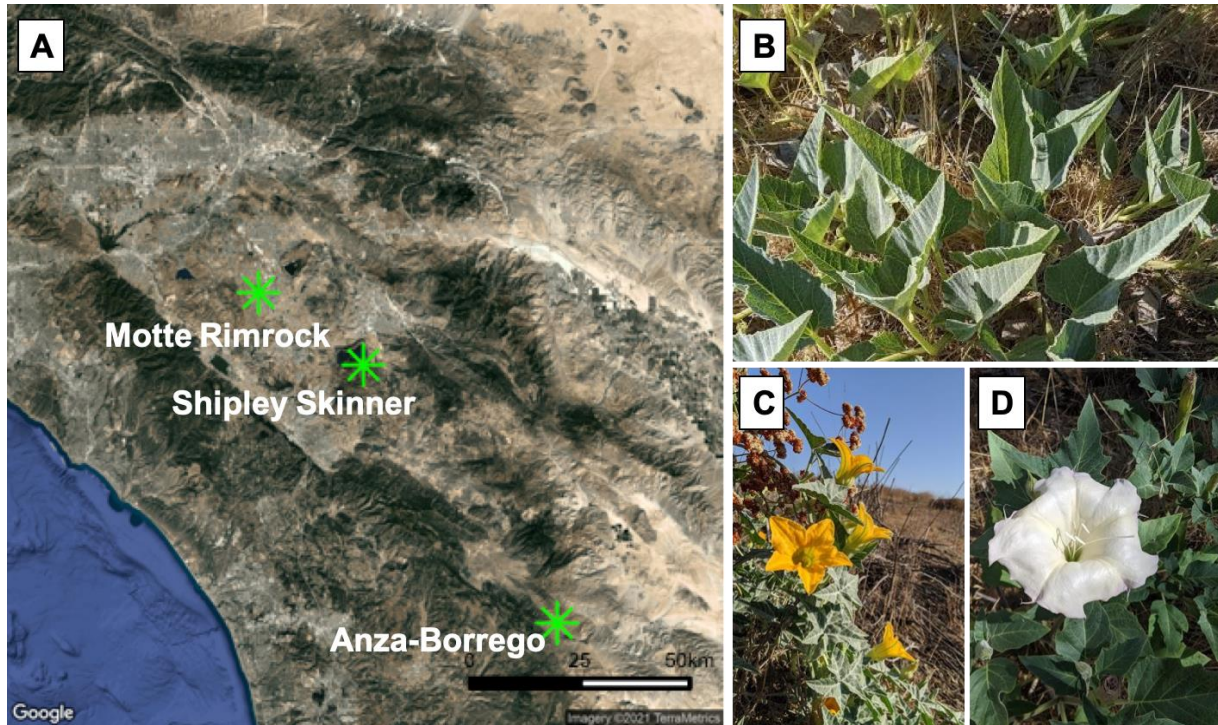 A
Motte Rimrock
Shipley Skinner
Anza-Borrego
0 25 50km
Google
Imagery ©2021 TerraMetrics
B
C
D